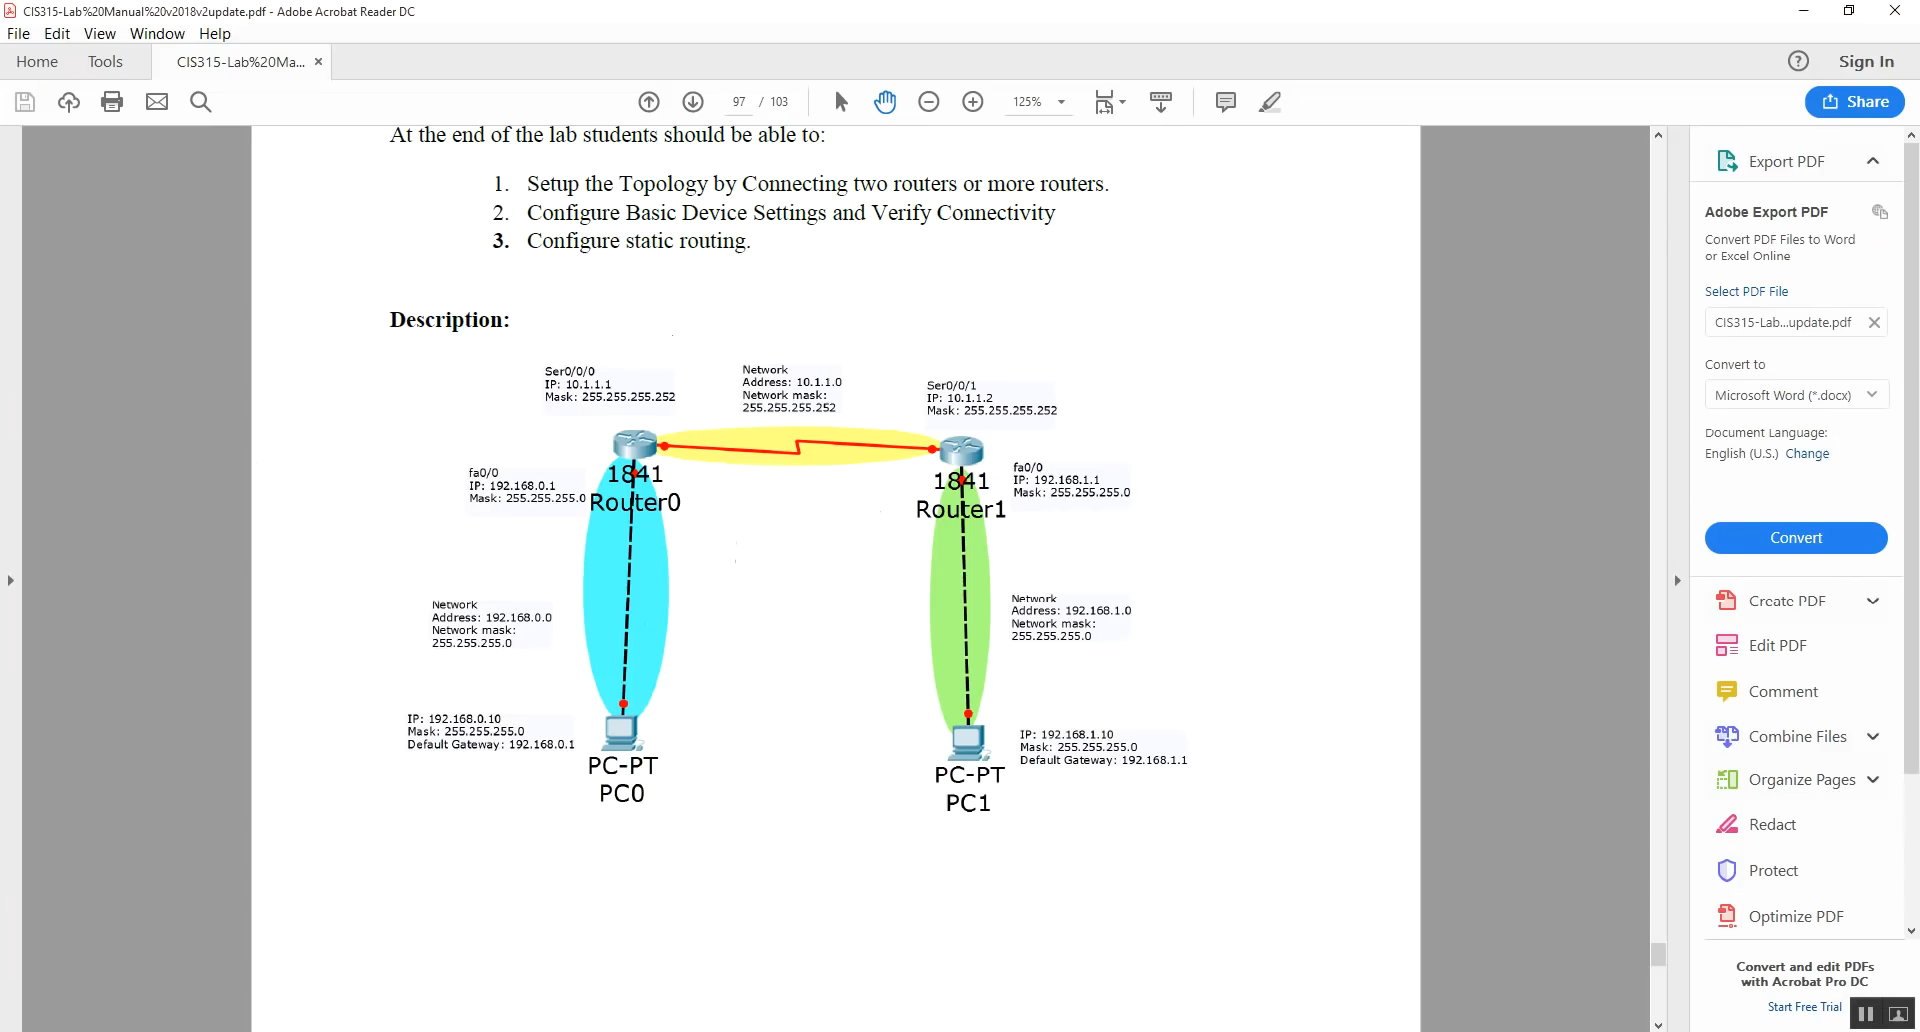 CIS315-Lab%20Manual%20v2018v2update.pdf - Adobe Acrobat Reader DC
File Edit View Window Help
Home Tools CIS315-Lab%20Ma... × ? Sign In
97 / 103 125% Share
At the end of the lab students should be able to:
1. Setup the Topology by Connecting two routers or more routers.
2. Configure Basic Device Settings and Verify Connectivity
3. Configure static routing.
Description:
Ser0/0/0
IP: 10.1.1.1
Mask: 255.255.255.252
Network
Address: 10.1.1.0
Network mask:
255.255.255.252
Ser0/0/1
IP: 10.1.1.2
Mask: 255.255.255.252
fa0/0
IP: 192.168.0.1
Mask: 255.255.255.0
1841
Router0
1841
Router1
fa0/0
IP: 192.168.1.1
Mask: 255.255.255.0
Network
Address: 192.168.0.0
Network mask:
255.255.255.0
Network
Address: 192.168.1.0
Network mask:
255.255.255.0
IP: 192.168.0.10
Mask: 255.255.255.0
Default Gateway: 192.168.0.1
PC-PT
PC0
PC-PT
PC1
IP: 192.168.1.10
Mask: 255.255.255.0
Default Gateway: 192.168.1.1
Export PDF
Adobe Export PDF
Convert PDF Files to Word
or Excel Online
Select PDF File
CIS315-Lab...update.pdf
Convert to
Microsoft Word (*.docx)
Document Language:
English (U.S.) Change
Convert
Create PDF
Edit PDF
Comment
Combine Files
Organize Pages
Redact
Protect
Optimize PDF
Convert and edit PDFs
with Acrobat Pro DC
Start Free Trial